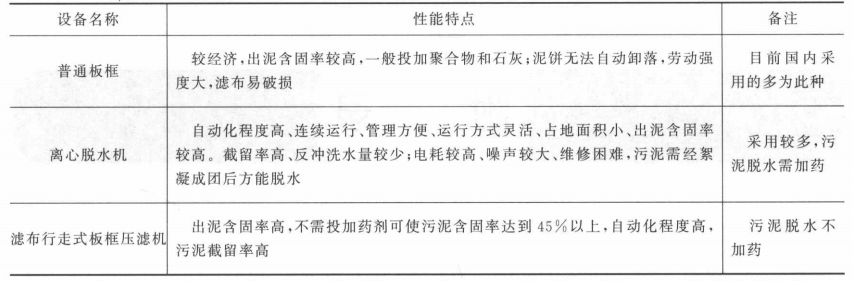 设备名称 性能特点 备注
普通板框 较经济,出泥含固率较高,一般投加聚合物和石灰;泥饼无法自动卸落,劳动强 目前国内采
度大,滤布易破损 用的多为此种
自动化程度高、连续运行、管理方便、运行方式灵活、占地面积小、出泥含固率
离心脱水机 较高。截留率高、反冲洗水量较少;电耗较高、噪声较大、维修困难,污泥需经絮 采用较多,污
凝成团后方能脱水 泥脱水需加药
滤布行走式板框压滤机 出泥含固率高,不需投加药剂可使污泥含固率达到 45%以上,自动化程度高, 污泥脱水不
污泥截留率高 加药